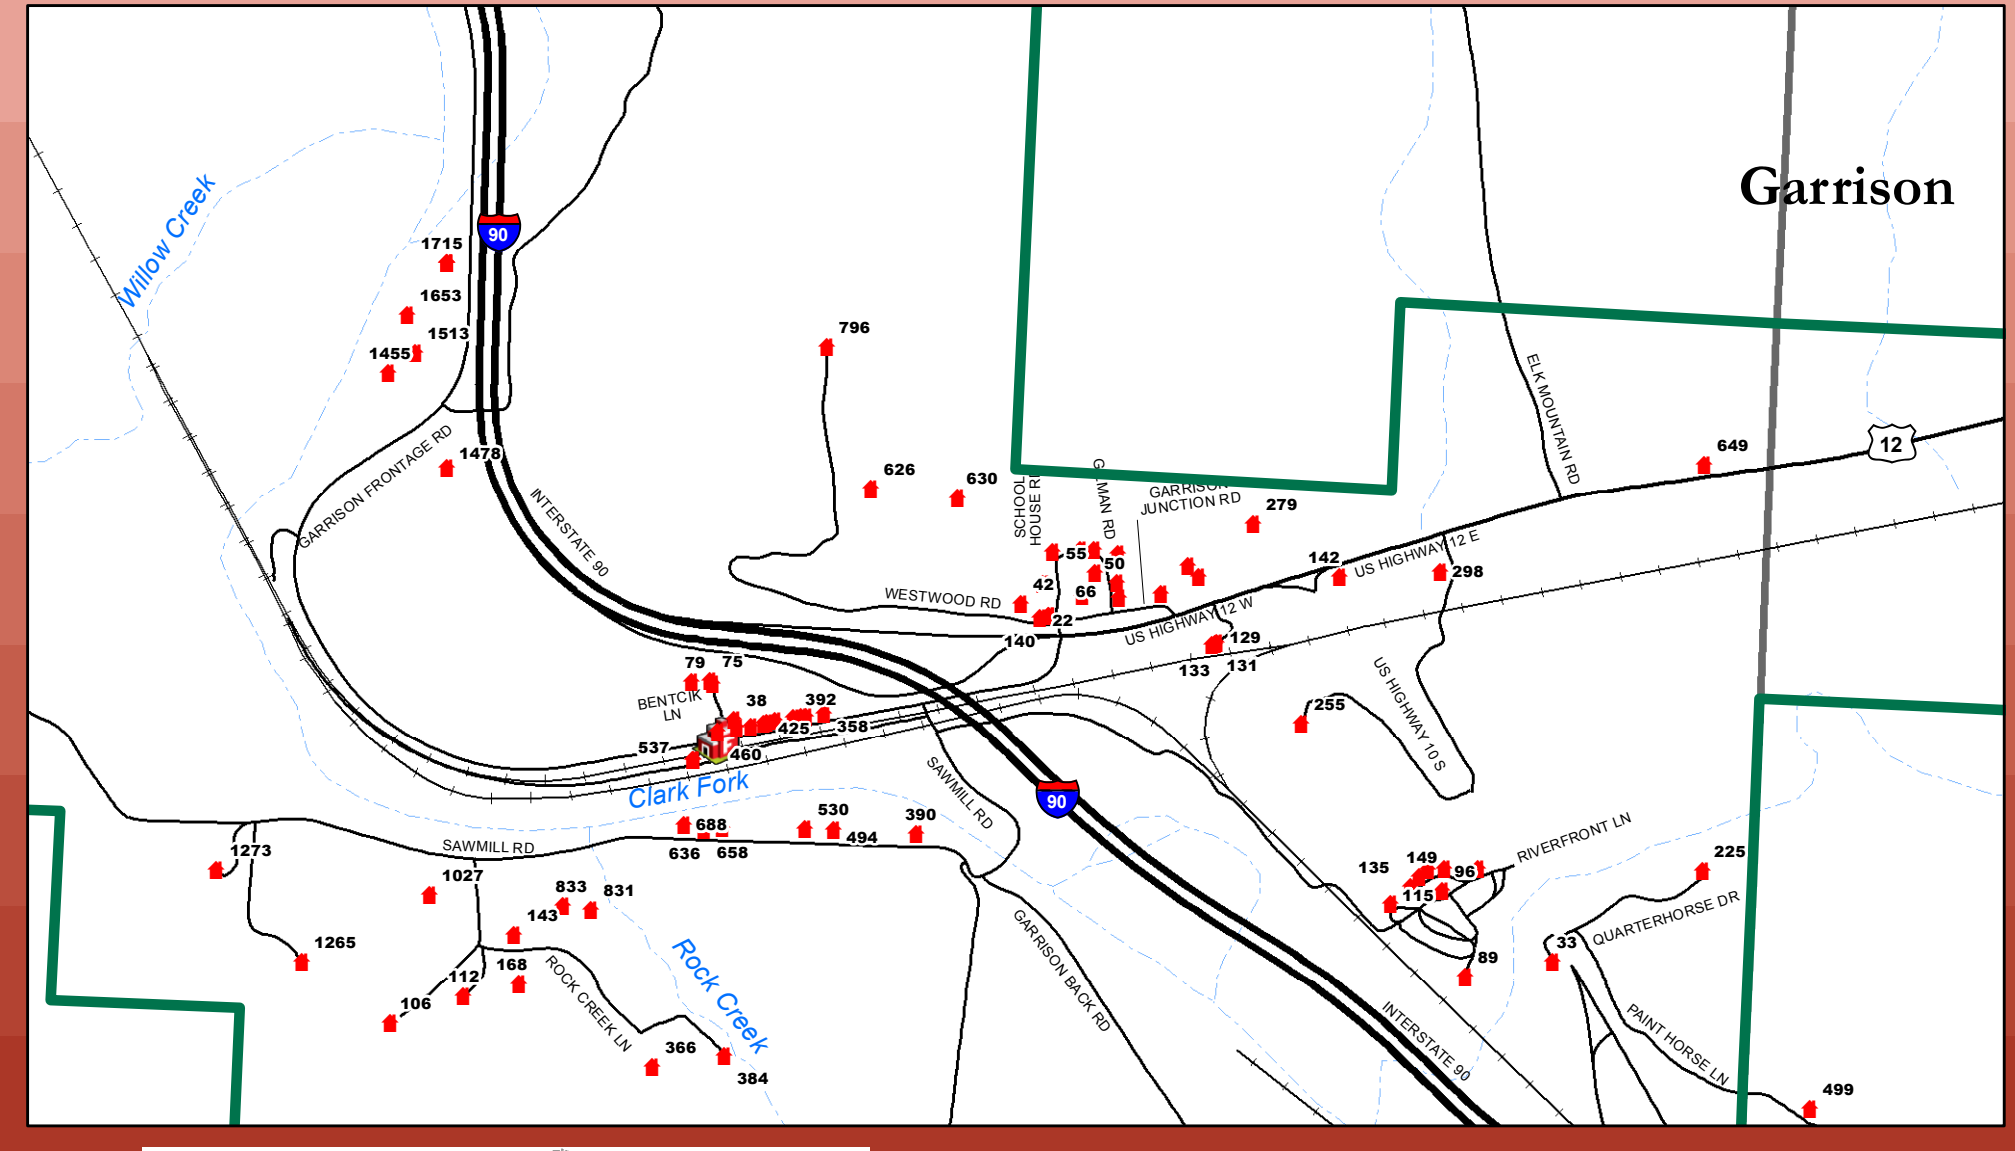 Garrison
Willow Creek
90
1715
1653
1513
1455
796
ELK MOUNTAIN RD
649
12
GARRISON FRONTAGE RD
1478
626
630
INTERSTATE 90
SCHOOL
HOUSE
GARRISON
JUNCTION RD
279
55
50
142
US HIGHWAY 12 E
298
42
66
WESTWOOD RD
22
140
US HIGHWAY 12 W
129
133
131
79
75
BENTCIK
LN
38
392
425
358
537
460
255
US HIGHWAY 10 S
Clark Fork
SAWMILL RD
90
688
530
494
390
636
658
SAWMILL RD
1273
1027
833
831
143
135
149
96
115
RIVERFRONT LN
225
QUARTERHORSE DR
33
89
1265
112
168
106
ROCK CREEK LN
Rock Creek
GARRISON BACK RD
366
384
INTERSTATE 90
PAINT HORSE LN
499